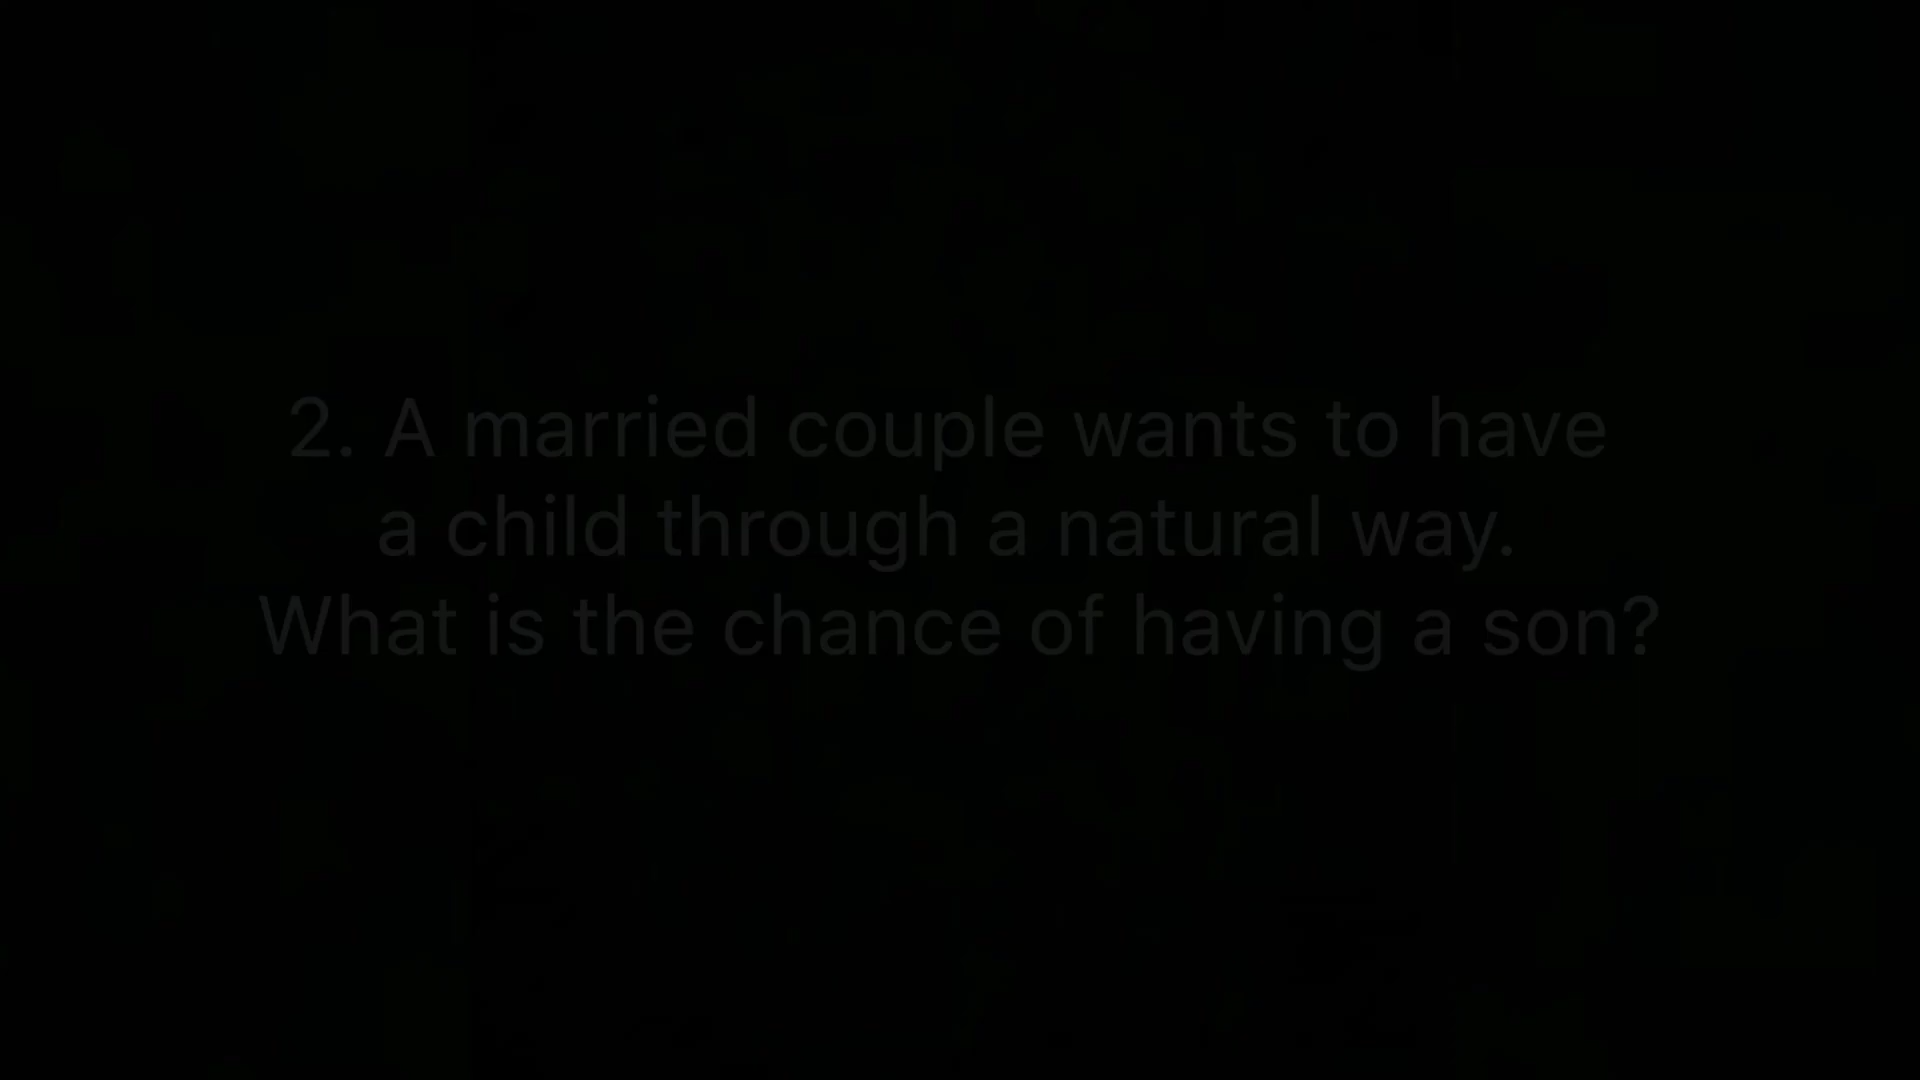 2. A married couple wants to have
a child through a natural way.
What is the chance of having a son?